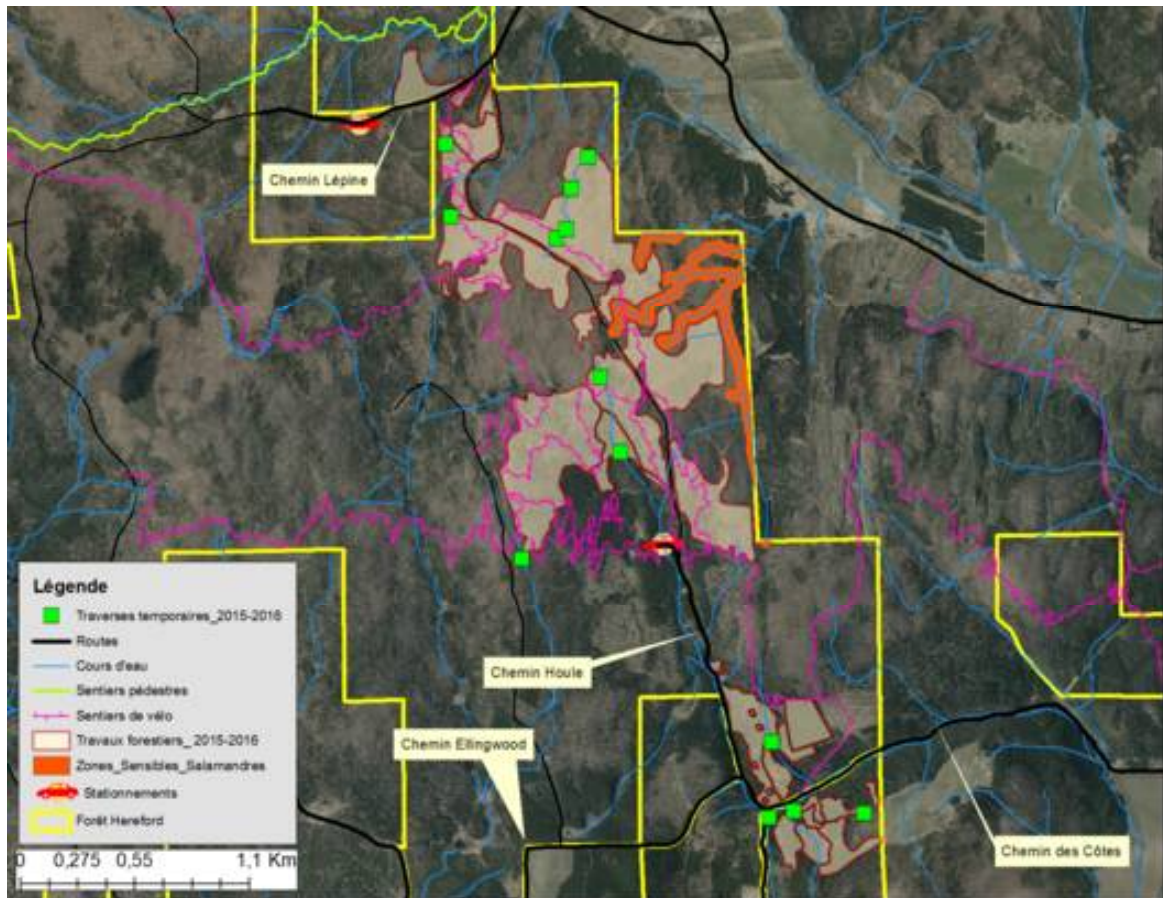 Chemin Lépine
Chemin Houle
Chemin Ellingwood
Chemin des Côtes
Légende
Traverses temporaires_2015-2016
Routes
Cours d'eau
Sentiers pédestres
Sentiers de vélo
Travaux forestiers_ 2015-2016
Zones_Sensibles_Salamandres
Stationnements
Forêt Hereford
0 0,275 0,55 1,1 Km